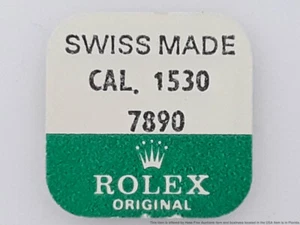 SWISS MADE
CAL. 1530
7890
ROLEX
ORIGINAL